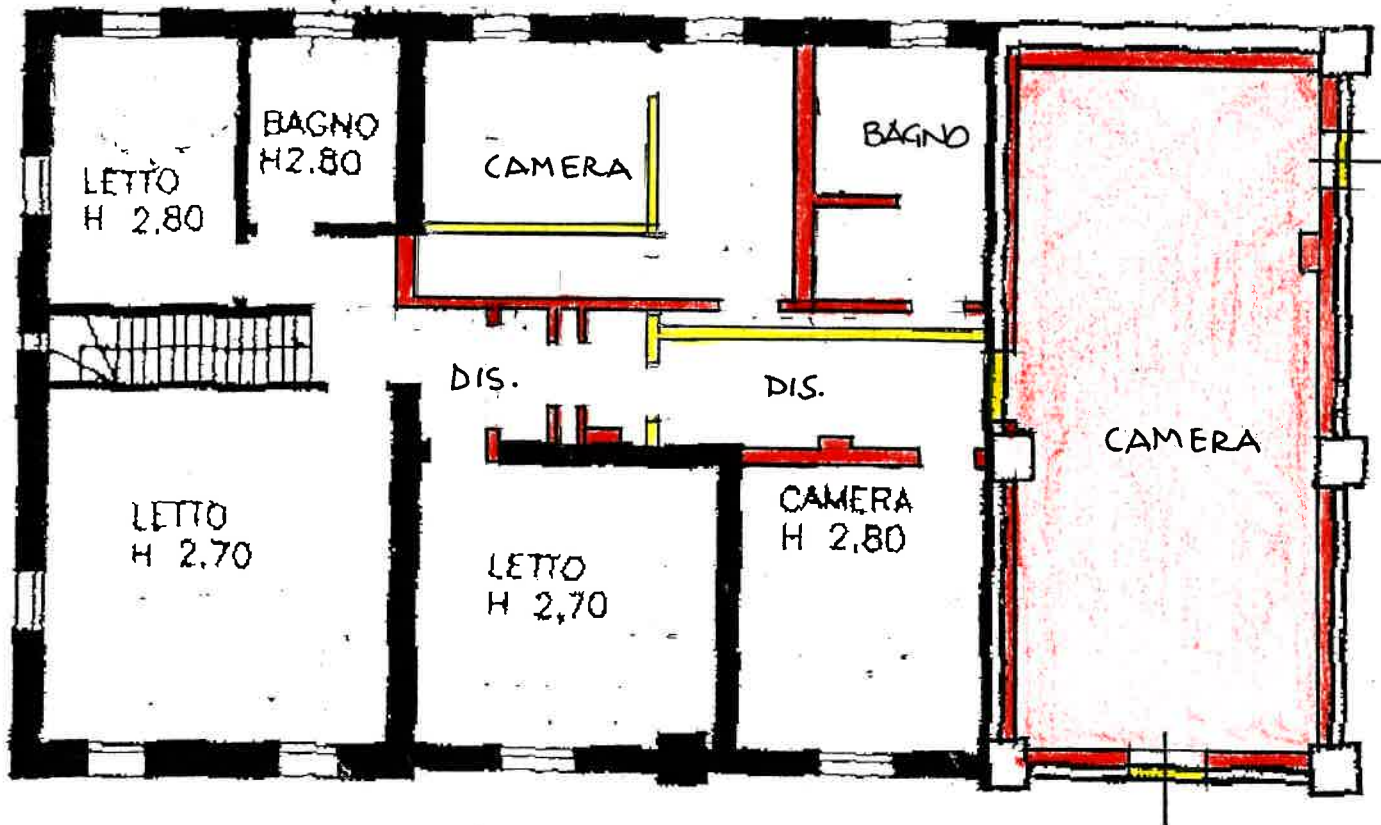 BAGNO
H2.80
LETTO
H 2.80
CAMERA
BAGNO
DIS.
DIS.
CAMERA
LETTO
H 2.70
LETTO
H 2.70
CAMERA
H 2.80